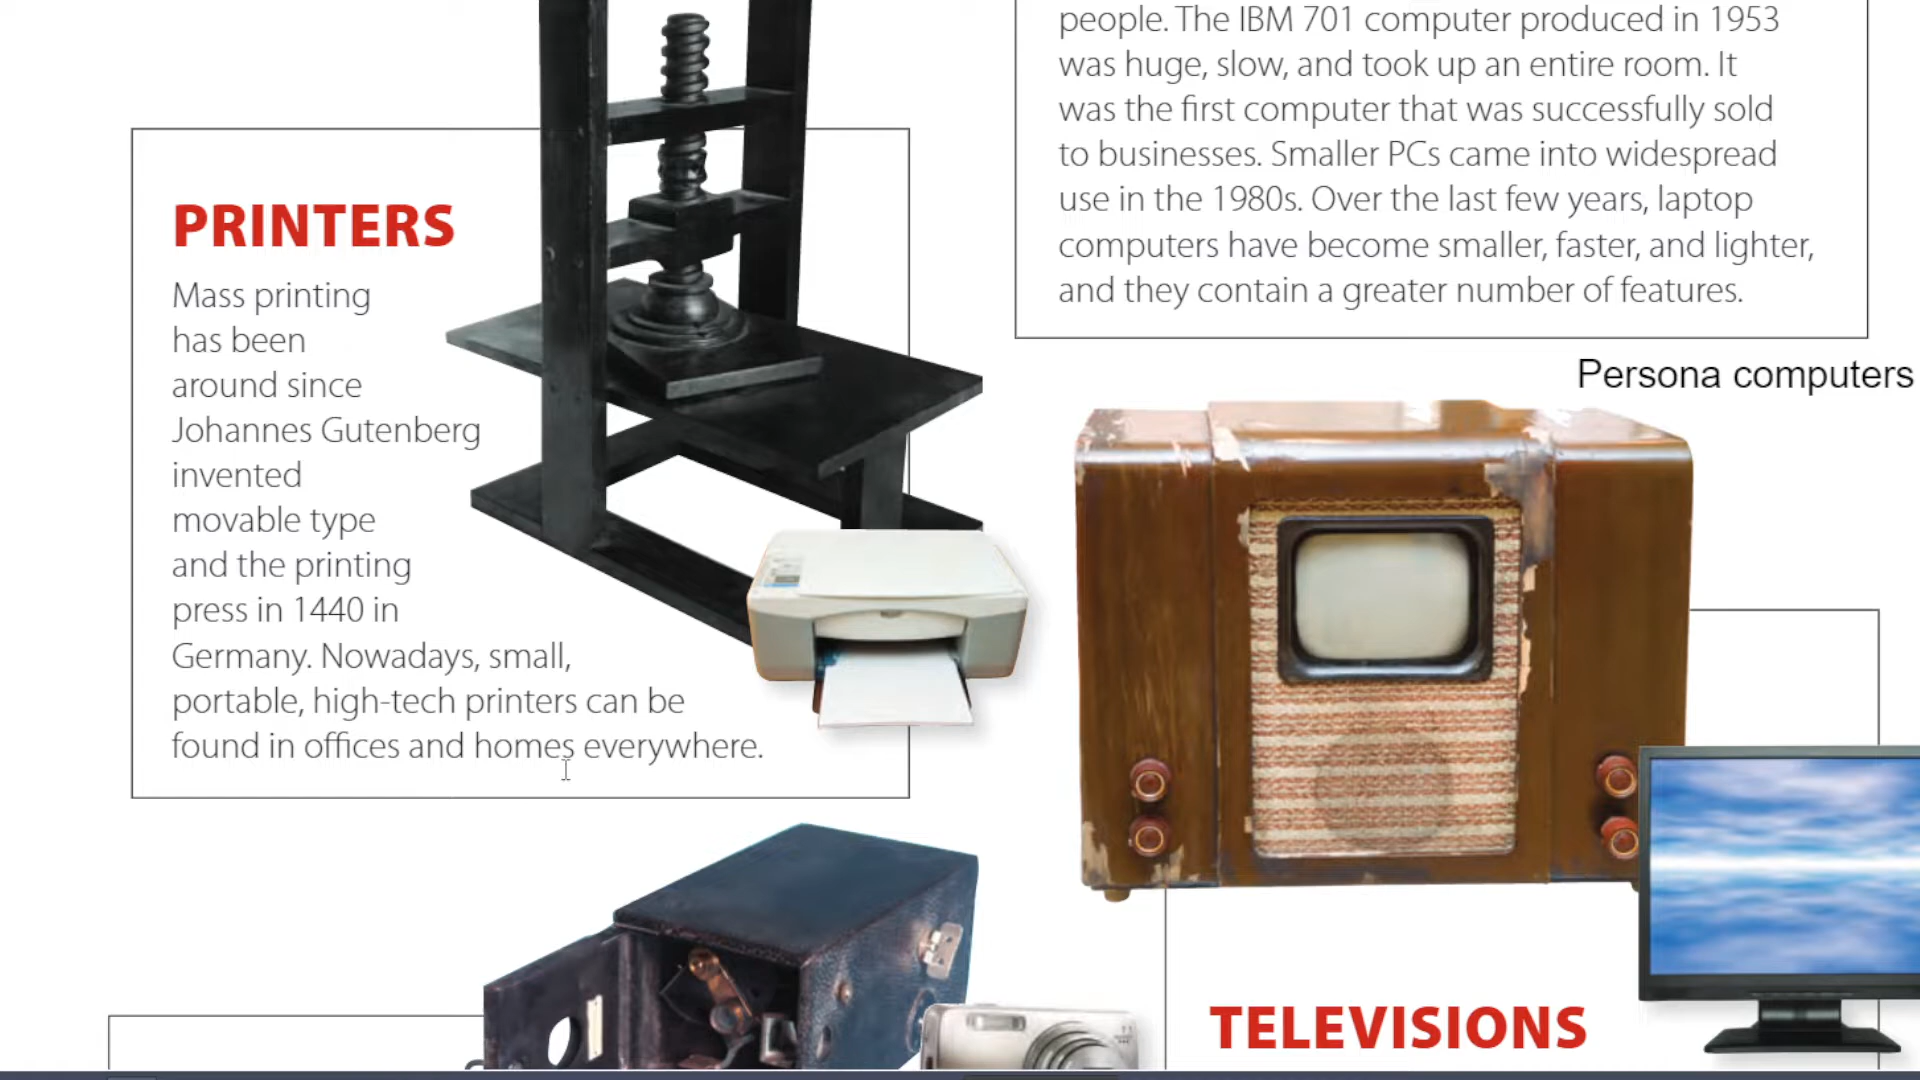 people. The IBM 701 computer produced in 1953
was huge, slow, and took up an entire room. It
was the first computer that was successfully sold
to businesses. Smaller PCs came into widespread
use in the 1980s. Over the last few years, laptop
computers have become smaller, faster, and lighter,
and they contain a greater number of features.
Persona computers
PRINTERS
Mass printing
has been
around since
Johannes Gutenberg
invented
movable type
and the printing
press in 1440 in
Germany. Nowadays, small,
portable, high-tech printers can be
found in offices and homes everywhere.
TELEVISIONS